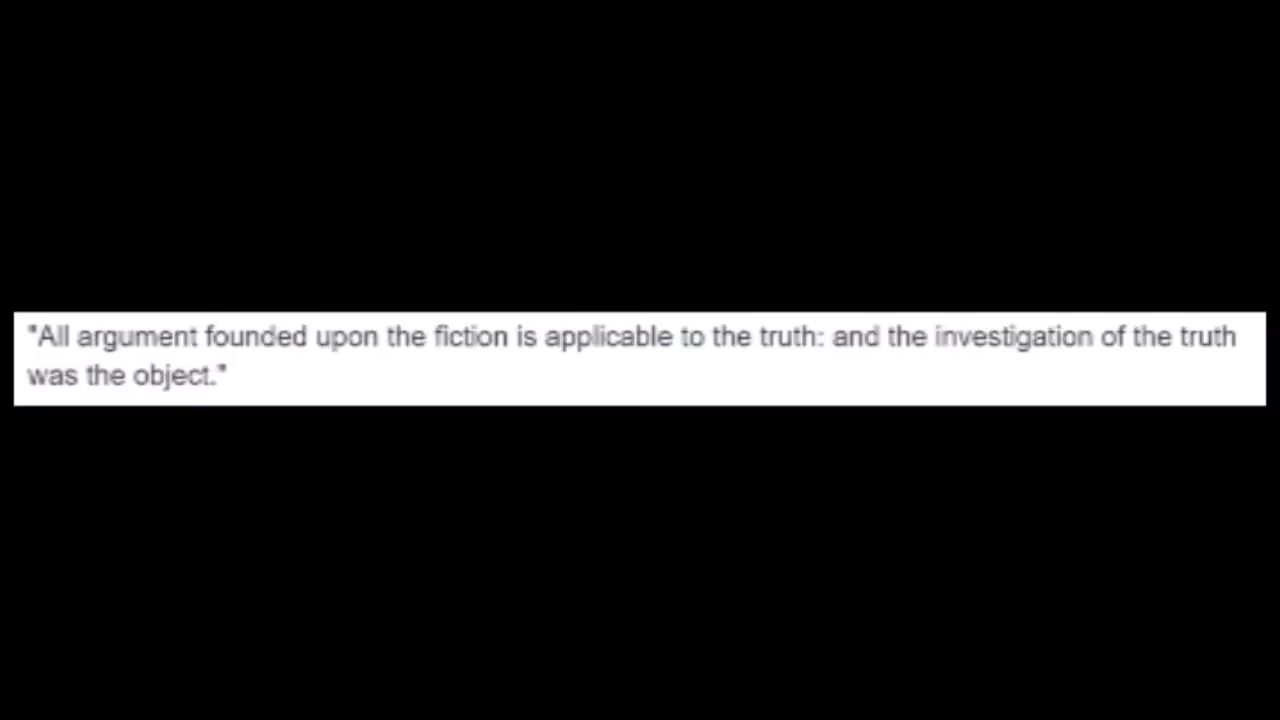 "All argument founded upon the fiction is applicable to the truth: and the investigation of the truth
was the object."